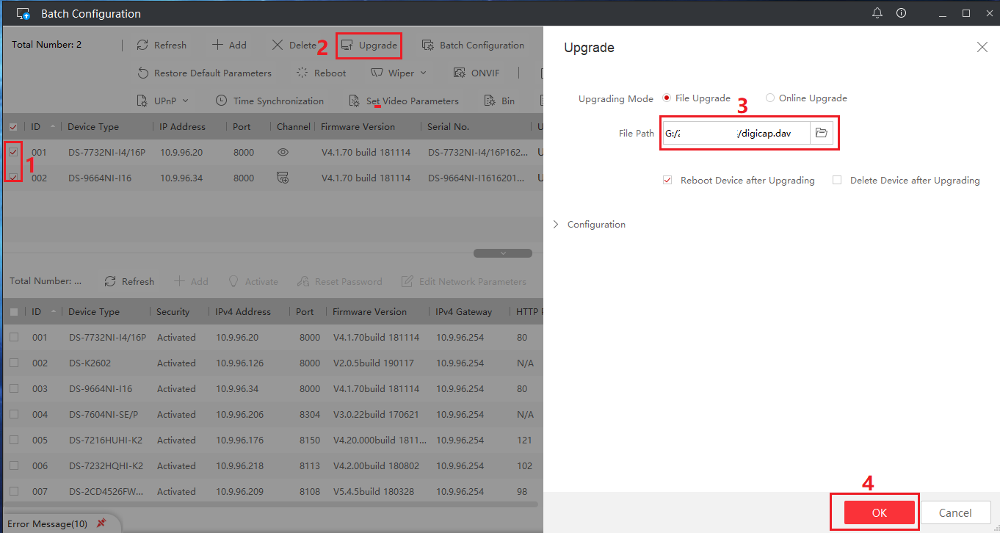 Batch Configuration
Total Number: 2
Refresh
Add
Delete
2
Upgrade
Batch Configuration
Restore Default Parameters
Reboot
Wiper
ONVIF
UPnP
Time Synchronization
Set Video Parameters
Bin
ID Device Type IP Address Port Channel Firmware Version Serial No. U
001 DS-7732NI-I4/16P 10.9.96.20 8000 V4.1.70 build 181114 DS-7732NI-I4/16P162... U
1
002 DS-9664NI-I16 10.9.96.34 8000 V4.1.70 build 181114 DS-9664NI-I1616201... U
Total Number: ...
Refresh
Add
Activate
Reset Password
Edit Network Parameters
ID Device Type Security IPv4 Address Port Firmware Version IPv4 Gateway HTTP
001 DS-7732NI-I4/16P Activated 10.9.96.20 8000 V4.1.70build 181114 10.9.96.254 80
002 DS-K2602 Activated 10.9.96.126 8000 V2.0.5build 190117 10.9.96.254 N/A
003 DS-9664NI-I16 Activated 10.9.96.34 8000 V4.1.70build 181114 10.9.96.254 80
004 DS-7604NI-SE/P Activated 10.9.96.206 8304 V3.0.22build 170621 10.9.96.254 N/A
005 DS-7216HUHI-K2 Activated 10.9.96.176 8150 V4.20.000build 1811... 10.9.96.254 121
006 DS-7232HQHI-K2 Activated 10.9.96.218 8113 V4.2.00build 180802 10.9.96.254 102
007 DS-2CD4526FW... Activated 10.9.96.209 8108 V5.4.5build 180328 10.9.96.254 98
Error Message(10)
Upgrade
Upgrading Mode File Upgrade Online Upgrade
3
File Path G:/ /digicap.dav
Reboot Device after Upgrading Delete Device after Upgrading
Configuration
4
OK Cancel